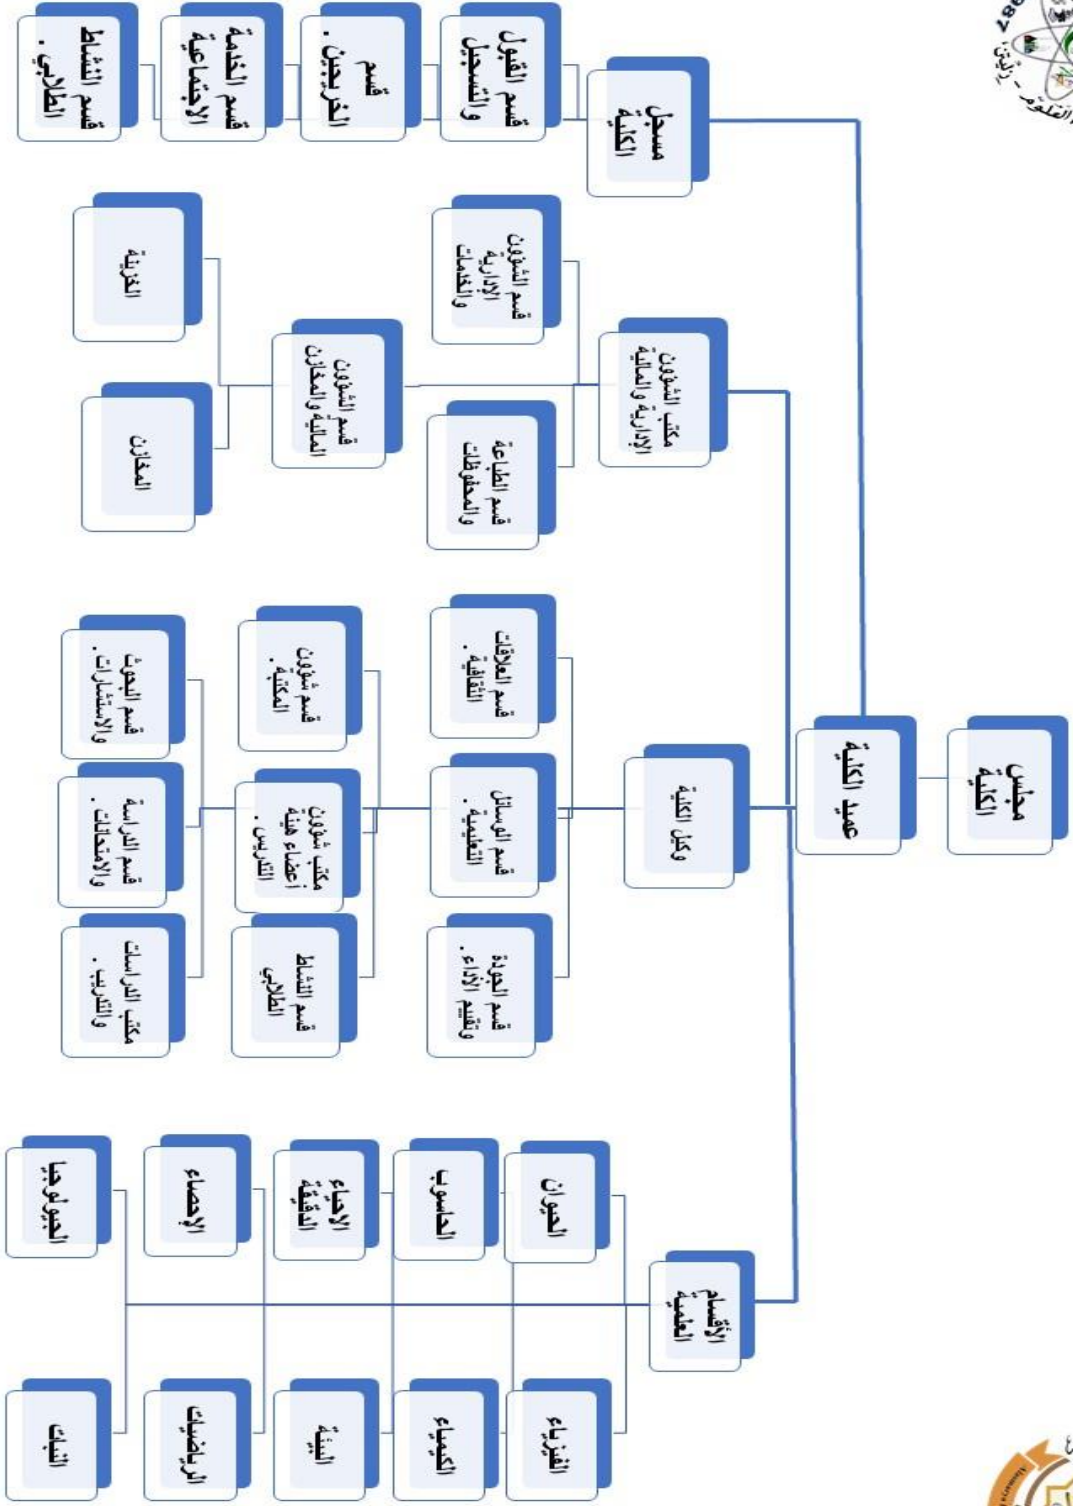 مجلس
الكلية
عميد الكلية
مسجل
الكلية
قسم القبول
والتسجيل
قسم
الخريجين .
قسم الخدمة
الاجتماعية
قسم النشاط
الطلابي .
مكتب الشؤون
الإدارية والمالية
قسم الشؤون
الإدارية
والخدمات
قسم الطباعة
والمحفوظات
قسم الشؤون
المالية والمخازن
الخزينة
المخازن
وكيل الكلية
قسم العلاقات
الثقافية .
قسم الوسائل
التعليمية .
قسم الجودة
وتقييم الأداء .
قسم شؤون
المكتبة .
مكتب شؤون
أعضاء هيئة
التدريس .
قسم النشاط
الطلابي
قسم البحوث
والاستشارات .
قسم الدراسة
والامتحانات .
مكتب الدراسات
والتدريب .
الأقسام
العلمية
الحيوان
الفيزياء
الحاسوب
الكيمياء
الاحياء
الدقيقة
البيئة
الإحصاء
الرياضيات
الجيولوجيا
النبات
العلوم - زليتن
987